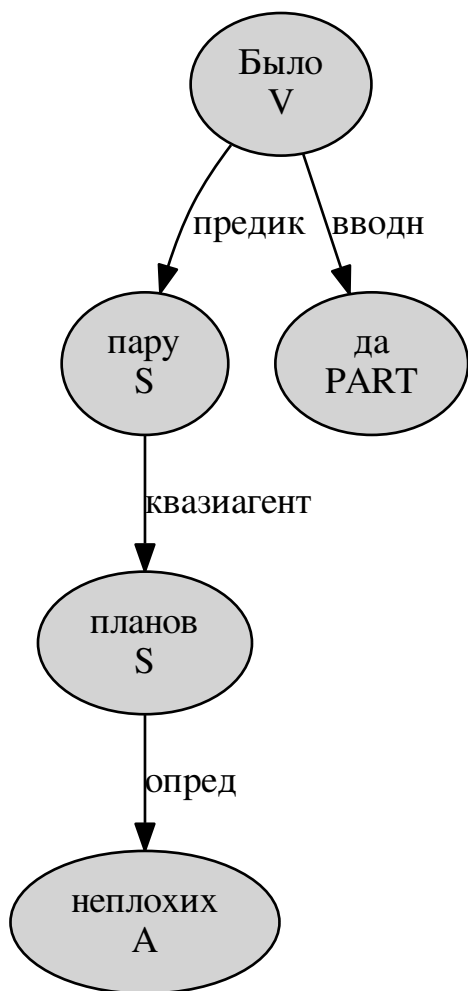 Было
V
предик вводн
пару
S
да
PART
квазиагент
планов
S
опред
неплохих
A